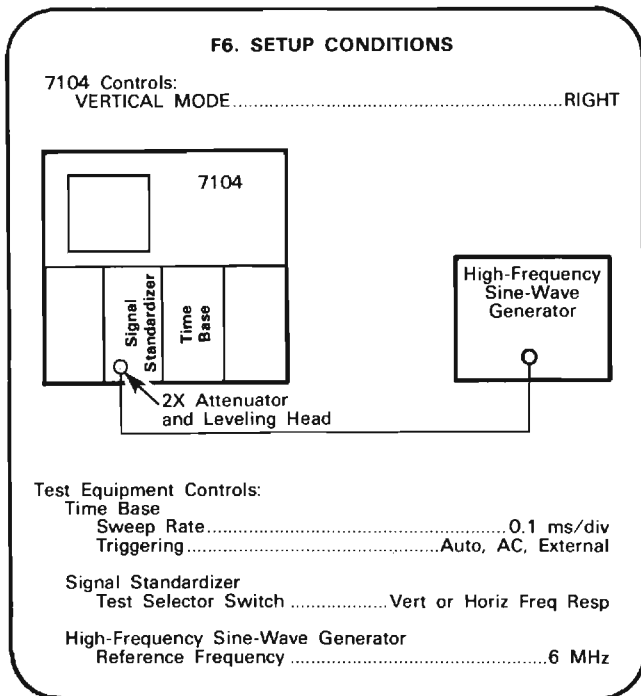 F6. SETUP CONDITIONS
7104 Controls:
VERTICAL MODE..............................................................RIGHT
7104
Signal
Standardizer
Time
Base
High-Frequency
Sine-Wave
Generator
2X Attenuator
and Leveling Head
Test Equipment Controls:
Time Base
Sweep Rate.....................................................0.1 ms/div
Triggering..........................................Auto, AC, External
Signal Standardizer
Test Selector Switch .................Vert or Horiz Freq Resp
High-Frequency Sine-Wave Generator
Reference Frequency ............................................6 MHz